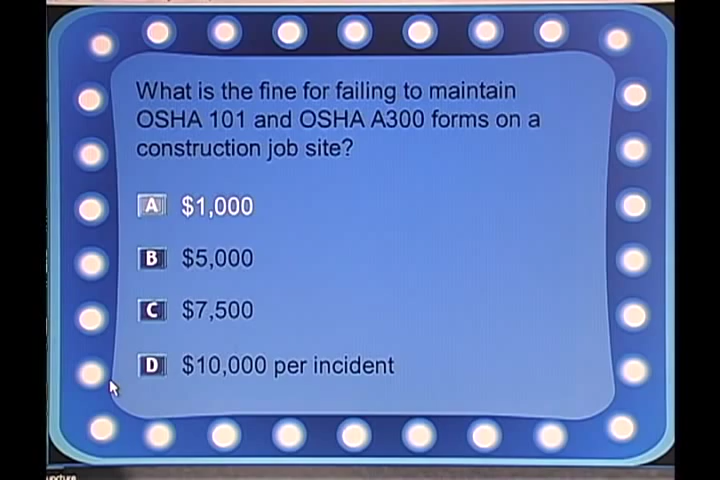 What is the fine for failing to maintain
OSHA 101 and OSHA A300 forms on a
construction job site?
A $1,000
B $5,000
C $7,500
D $10,000 per incident